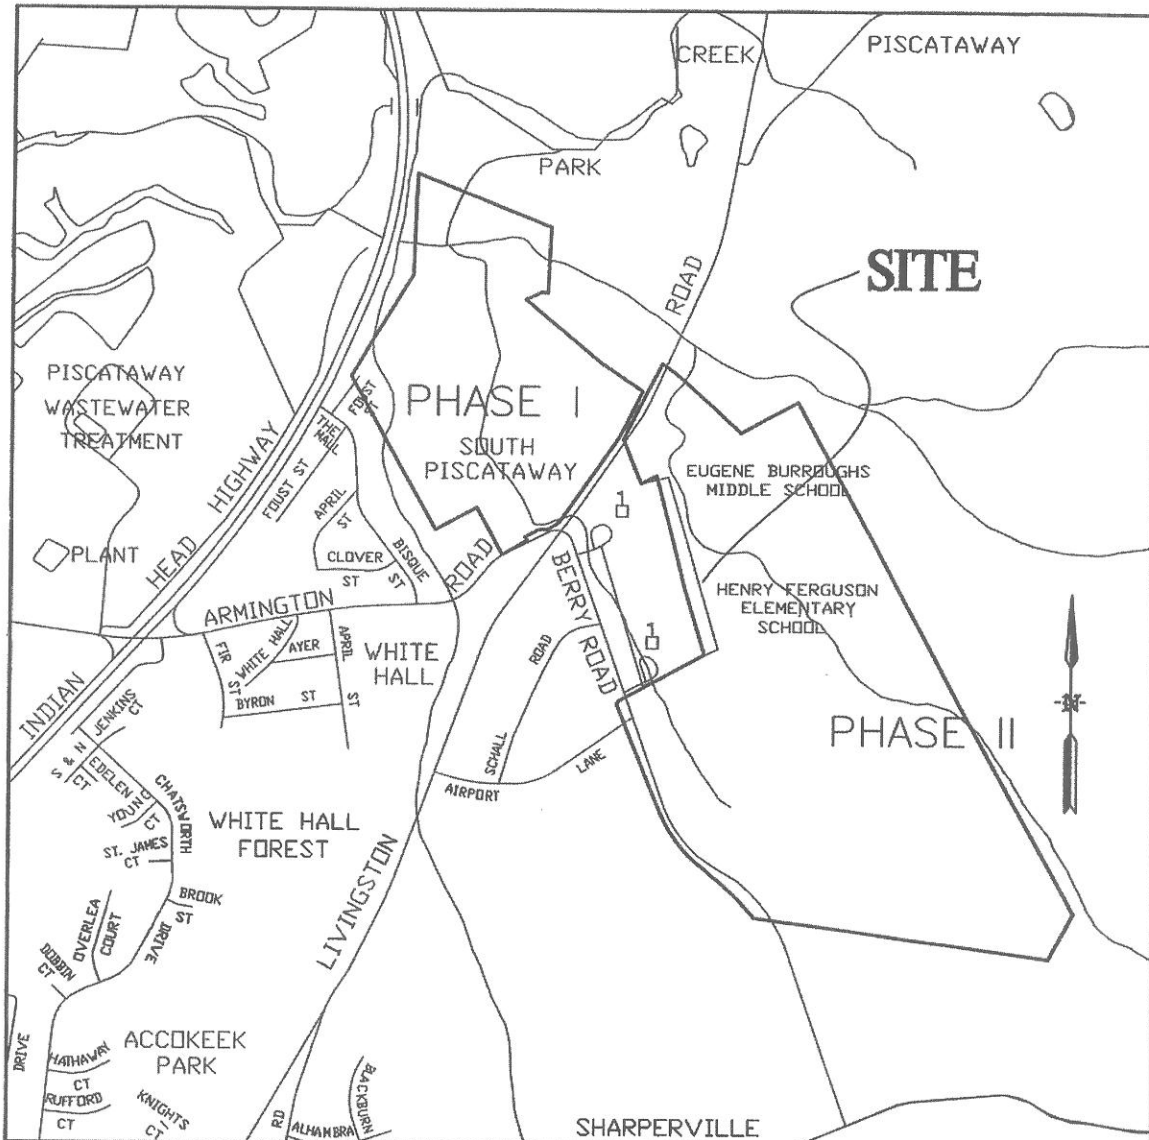 CREEK
PISCATAWAY
PARK
SITE
ROAD
PISCATAWAY
WASTEWATER
TREATMENT
PLANT
PHASE I
SOUTH
PISCATAWAY
FOUST
ST
THE
MALL
FOUST ST
INDIAN HEAD HIGHWAY
APRIL
ST
CLOVER
ST
BISQUE
ST
EUGENE BURROUGHS
MIDDLE SCHOOL
1
HENRY FERGUSON
ELEMENTARY
SCHOOL
1
BERRY ROAD
ARMINGTON ROAD
FIR
ST
WHITE HALL
AYER
APRIL
ST
BYRON ST
WHITE
HALL
SCHALL ROAD
AIRPORT LANE
PHASE II
-N-
JENKINS
CT
S & N
EDELEN
CT
YOUNG
CT
ST. JAMES
CT
CHATSWORTH DRIVE
WHITE HALL
FOREST
BROOK
ST
OVERLEA
COURT
DOBBIN
CT
LIVINGSTON RD
ACCOKEEK
PARK
DRIVE
HATHAWAY
CT
RUFFORD
CT
KNIGHTS
CT
ALHAMBRA
BLACKBURN
SHARPERVILLE